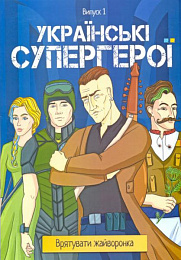 Випуск 1
УКРАЇНСЬКІ
СУПЕРГЕРОЇ
Врятувати жайворонка